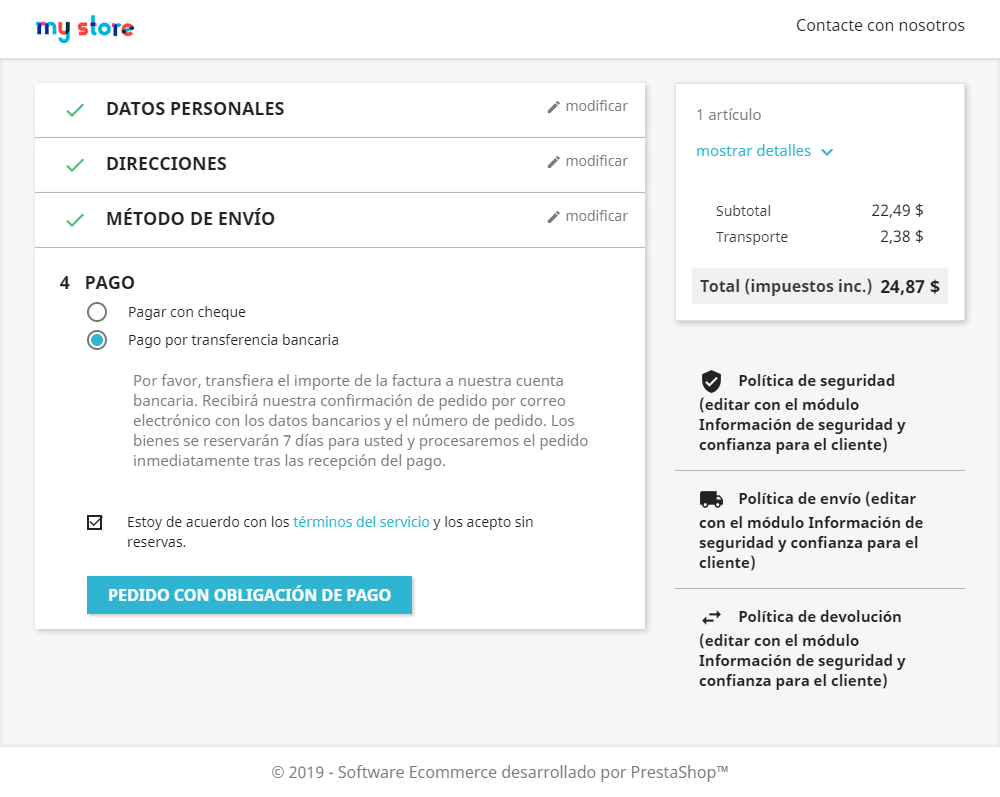 my store
Contacte con nosotros
DATOS PERSONALES
modificar
DIRECCIONES
modificar
MÉTODO DE ENVÍO
modificar
4 PAGO
Pagar con cheque
Pago por transferencia bancaria
Por favor, transfiera el importe de la factura a nuestra cuenta
bancaria. Recibirá nuestra confirmación de pedido por correo
electrónico con los datos bancarios y el número de pedido. Los
bienes se reservarán 7 días para usted y procesaremos el pedido
inmediatamente tras las recepción del pago.
Estoy de acuerdo con los términos del servicio y los acepto sin
reservas.
PEDIDO CON OBLIGACIÓN DE PAGO
1 artículo
mostrar detalles
Subtotal 22,49 $
Transporte 2,38 $
Total (impuestos inc.) 24,87 $
Política de seguridad
(editar con el módulo
Información de seguridad y
confianza para el cliente)
Política de envío (editar
con el módulo Información de
seguridad y confianza para el
cliente)
Política de devolución
(editar con el módulo
Información de seguridad y
confianza para el cliente)
© 2019 - Software Ecommerce desarrollado por PrestaShop™